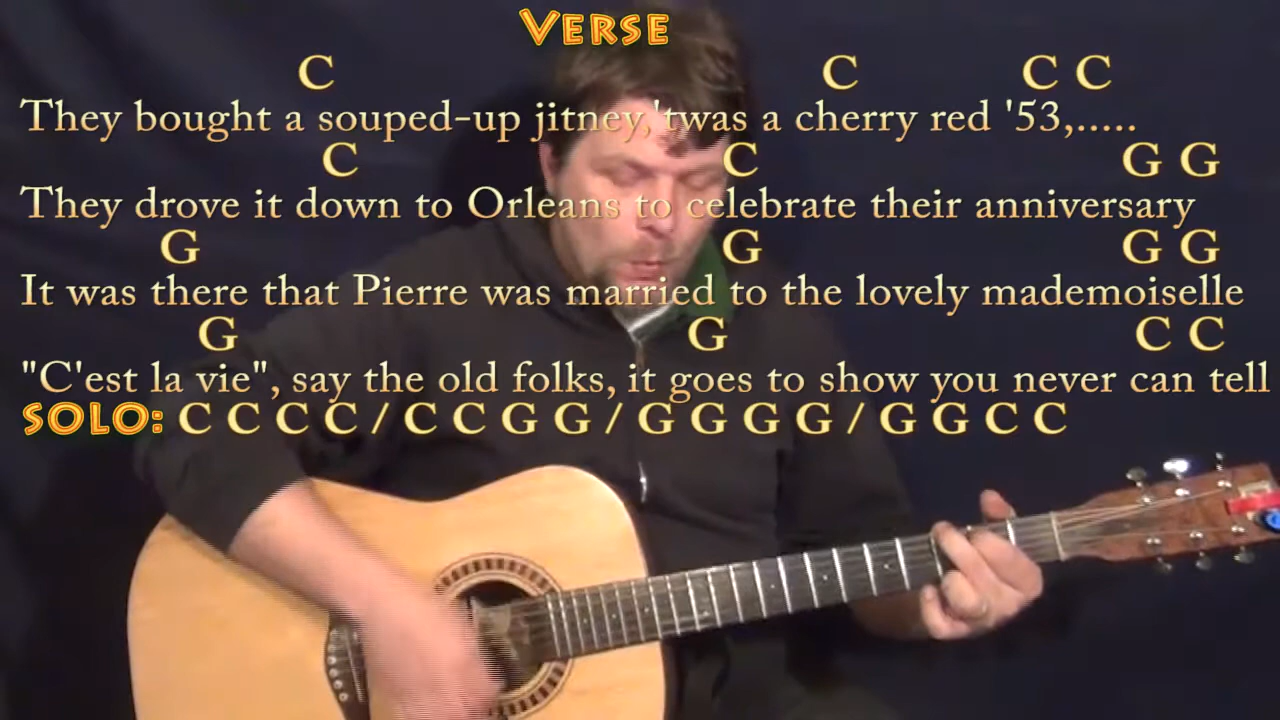 VERSE
C C C C
They bought a souped-up jitney,'twas a cherry red '53,.....
C C G G
They drove it down to Orleans to celebrate their anniversary
G G G G
It was there that Pierre was married to the lovely mademoiselle
G G C C
"C'est la vie", say the old folks, it goes to show you never can tell
SOLO: C C C C / C C G G / G G G G / G G C C